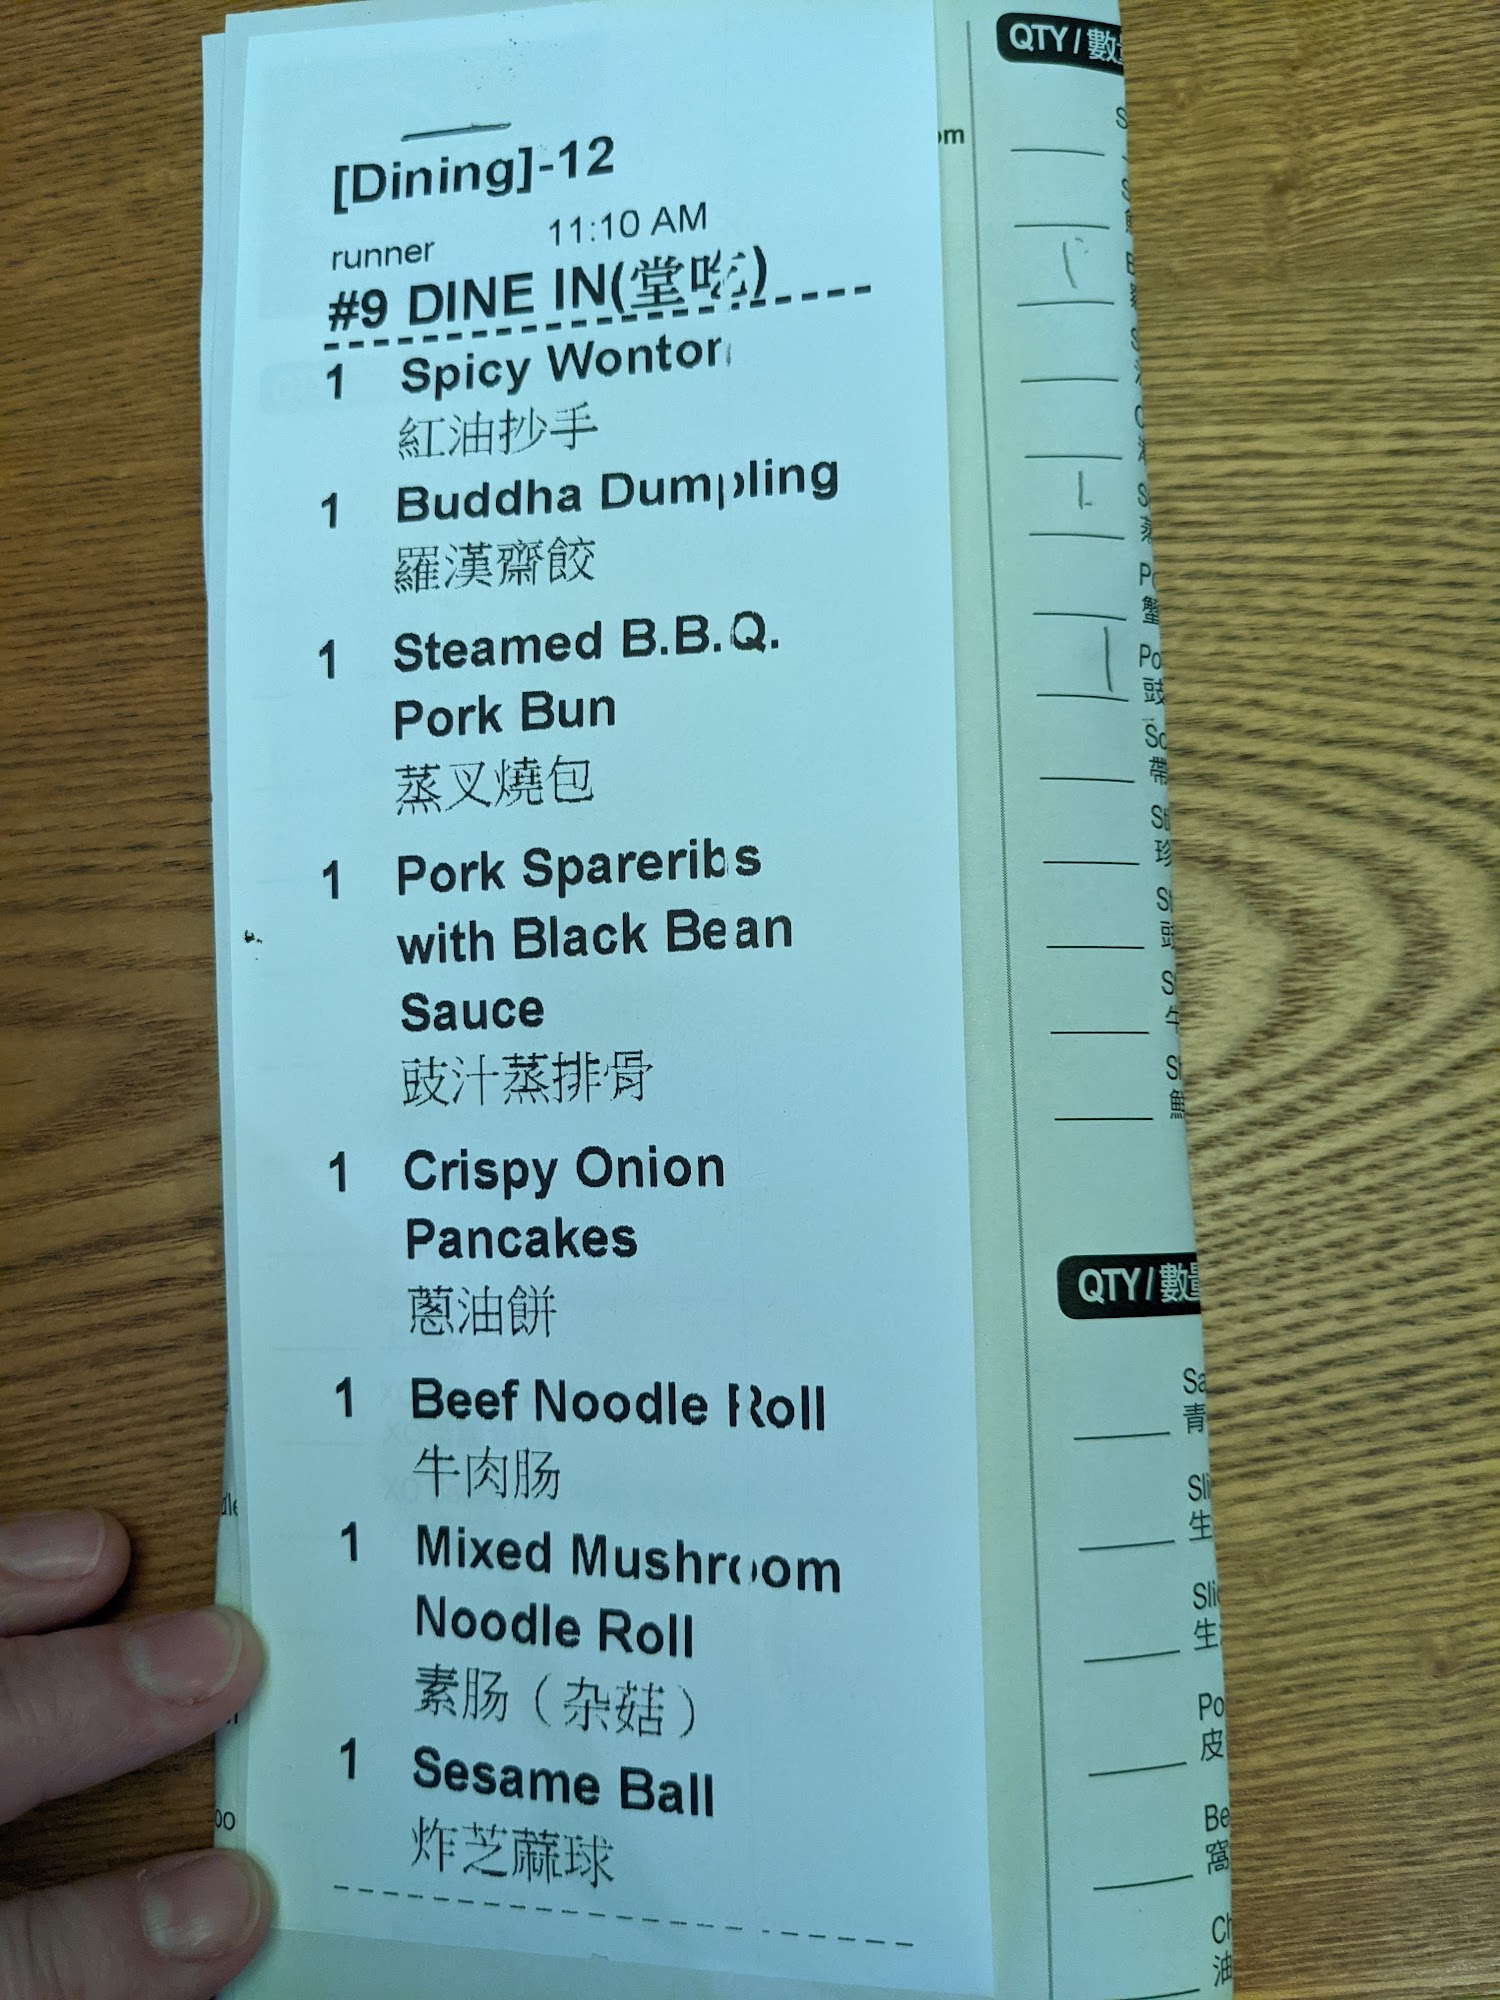 [Dining]-12
runner 11:10 AM
#9 DINE IN(堂吃)
1 Spicy Wonton
紅油抄手
1 Buddha Dumpling
羅漢齋餃
1 Steamed B.B.Q.
Pork Bun
蒸叉燒包
1 Pork Spareribs
with Black Bean
Sauce
豉汁蒸排骨
1 Crispy Onion
Pancakes
蔥油餅
1 Beef Noodle Roll
牛肉肠
1 Mixed Mushroom
Noodle Roll
素肠（杂菇）
1 Sesame Ball
炸芝蔴球
QTY / 數量
QTY / 數量